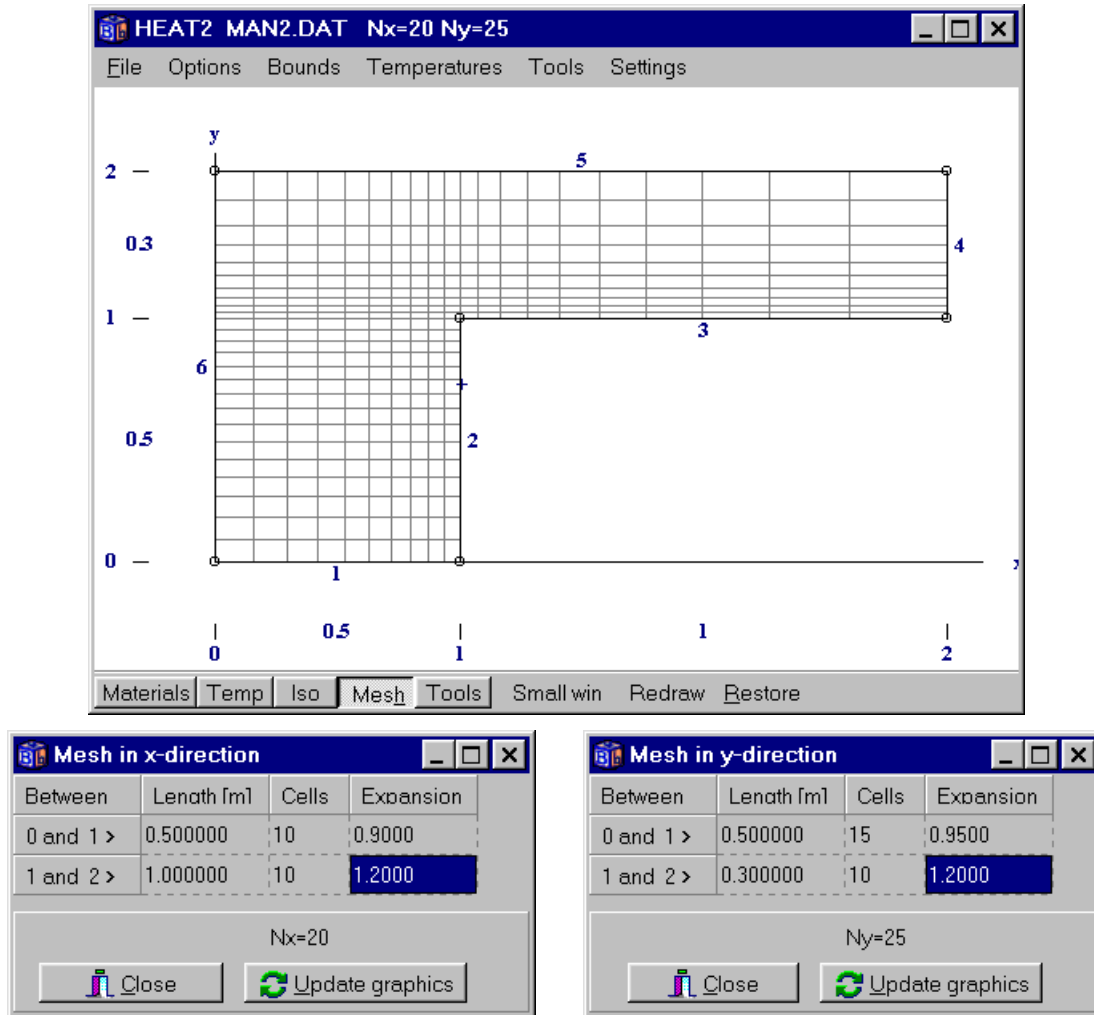 HEAT2 MAN2.DAT Nx=20 Ny=25
File Options Bounds Temperatures Tools Settings
y
5
2
0.3
4
1
3
6
2
0.5
0
1
x
0.5 1
0 1 2
Materials Temp Iso Mesh Tools Small win Redraw Restore
Mesh in x-direction
Between Length [m] Cells Expansion
0 and 1 > 0.500000 10 0.9000
1 and 2 > 1.000000 10 1.2000
Nx=20
Close Update graphics
Mesh in y-direction
Between Length [m] Cells Expansion
0 and 1 > 0.500000 15 0.9500
1 and 2 > 0.300000 10 1.2000
Ny=25
Close Update graphics